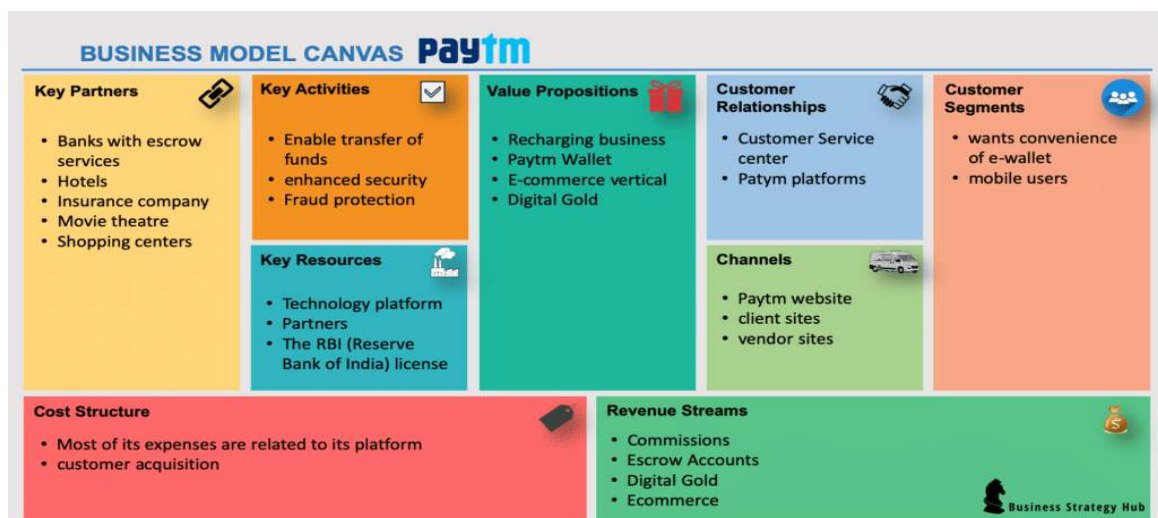 BUSINESS MODEL CANVAS paytm
Key Partners
• Banks with escrow
services
• Hotels
• Insurance company
• Movie theatre
• Shopping centers
Key Activities
• Enable transfer of
funds
• enhanced security
• Fraud protection
Key Resources
• Technology platform
• Partners
• The RBI (Reserve
Bank of India) license
Value Propositions
• Recharging business
• Paytm Wallet
• E-commerce vertical
• Digital Gold
Customer
Relationships
• Customer Service
center
• Patym platforms
Channels
• Paytm website
• client sites
• vendor sites
Customer
Segments
• wants convenience
of e-wallet
• mobile users
Cost Structure
• Most of its expenses are related to its platform
• customer acquisition
Revenue Streams
• Commissions
• Escrow Accounts
• Digital Gold
• Ecommerce
$
Business Strategy Hub